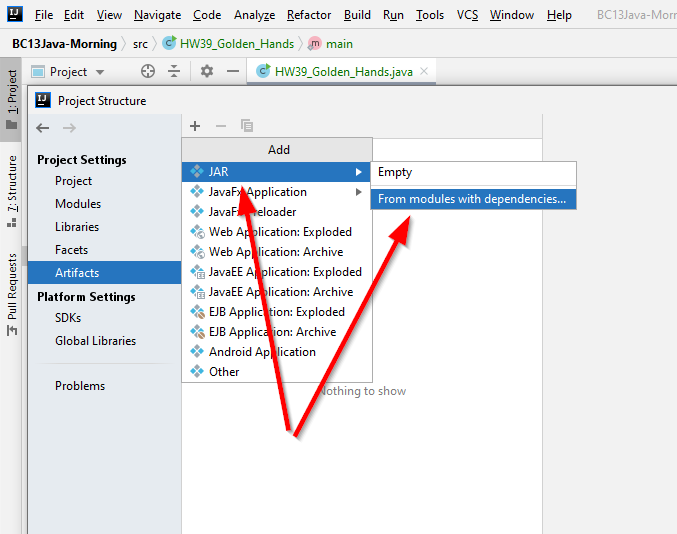 File Edit View Navigate Code Analyze Refactor Build Run Tools VCS Window Help BC13Java-Morn
BC13Java-Morning src HW39_Golden_Hands main
Project HW39_Golden_Hands.java
1: Project
Z: Structure
Pull Requests
Project Structure
Project Settings
Project
Modules
Libraries
Facets
Artifacts
Platform Settings
SDKs
Global Libraries
Problems
Add
JAR
JavaFx Application
JavaFx Preloader
Web Application: Exploded
Web Application: Archive
JavaEE Application: Exploded
JavaEE Application: Archive
EJB Application: Exploded
EJB Application: Archive
Android Application
Other
Empty
From modules with dependencies...
Nothing to show